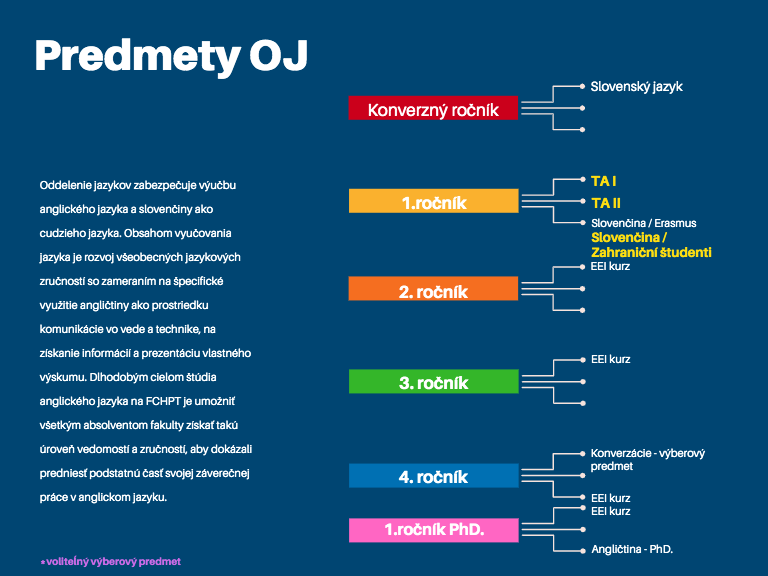 Predmety OJ
Oddelenie jazykov zabezpečuje výučbu
anglického jazyka a slovenčiny ako
cudzieho jazyka. Obsahom vyučovania
jazyka je rozvoj všeobecných jazykových
zručností so zameraním na špecifické
využitie angličtiny ako prostriedku
komunikácie vo vede a technike, na
získanie informácií a prezentáciu vlastného
výskumu. Dlhodobým cielom štúdia
anglického jazyka na FCHPT je umožniť
všetkým absolventom fakulty získať takú
úroveň vedomostí a zručností, aby dokázali
predniesť podstatnú časť svojej záverečnej
práce v anglickom jazyku.
*voliteľný výberový predmet
Konverzný ročník
Slovenský jazyk
1.ročník
TA I
TA II
Slovenčina / Erasmus
Slovenčina /
Zahraniční študenti
2. ročník
EEI kurz
3. ročník
EEI kurz
4. ročník
Konverzácie - výberový
predmet
EEI kurz
1.ročník PhD.
EEI kurz
Angličtina - PhD.